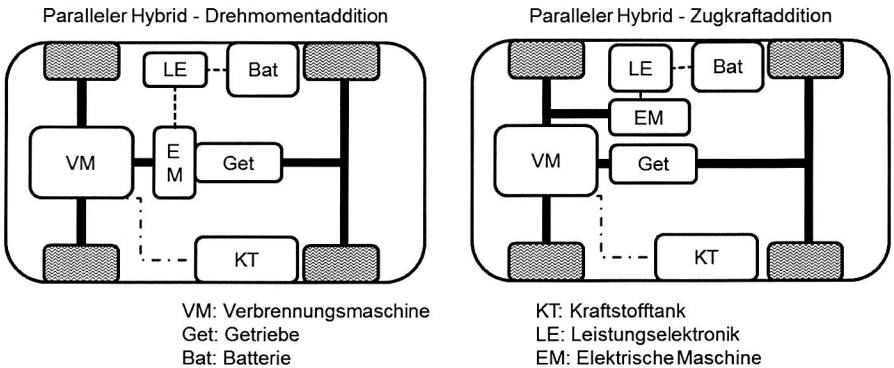 Paralleler Hybrid - Drehmomentaddition
LE
Bat
VM
E
M
Get
KT
Paralleler Hybrid - Zugkraftaddition
LE
Bat
EM
VM
Get
KT
VM: Verbrennungsmaschine
Get: Getriebe
Bat: Batterie
KT: Kraftstofftank
LE: Leistungselektronik
EM: Elektrische Maschine